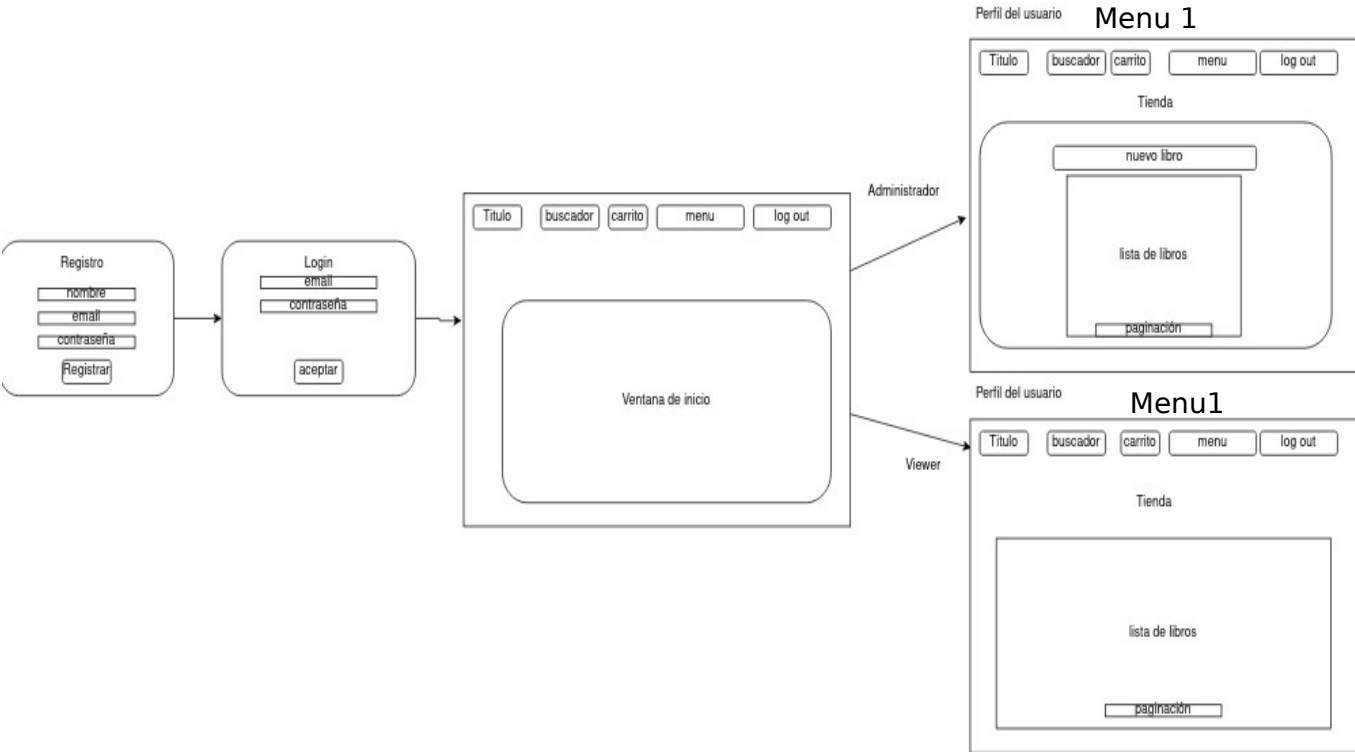 Registro
nombre
email
contraseña
Registrar
Login
email
contraseña
aceptar
Titulo buscador carrito menu log out
Ventana de inicio
Administrador
Viewer
Perfil del usuario Menu 1
Titulo buscador carrito menu log out
Tienda
nuevo libro
lista de libros
paginación
Perfil del usuario Menu1
Titulo buscador carrito menu log out
Tienda
lista de libros
paginación